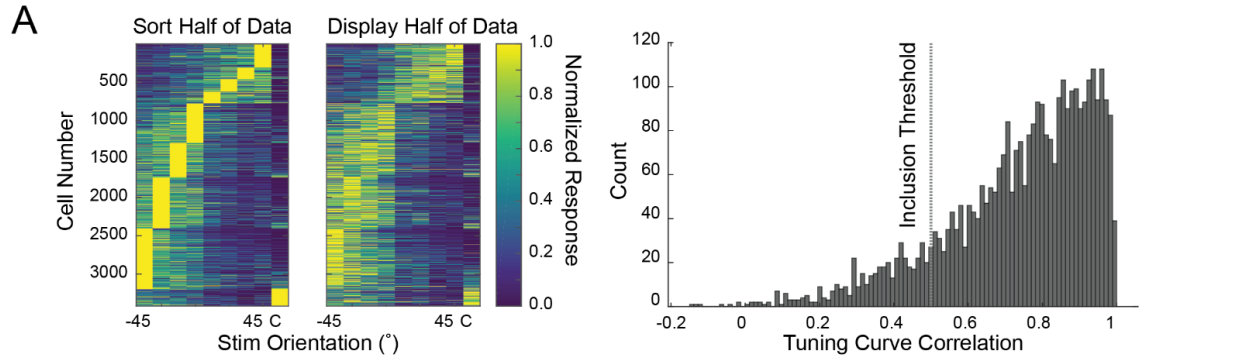 A
Sort Half of Data
Display Half of Data
Cell Number
500
1000
1500
2000
2500
3000
-45
45 C
-45
45 C
Stim Orientation (˚)
1.0
0.8
0.6
0.4
0.2
0.0
Normalized Response
Count
120
100
80
60
40
20
0
Inclusion Threshold
-0.2
0
0.2
0.4
0.6
0.8
1
Tuning Curve Correlation